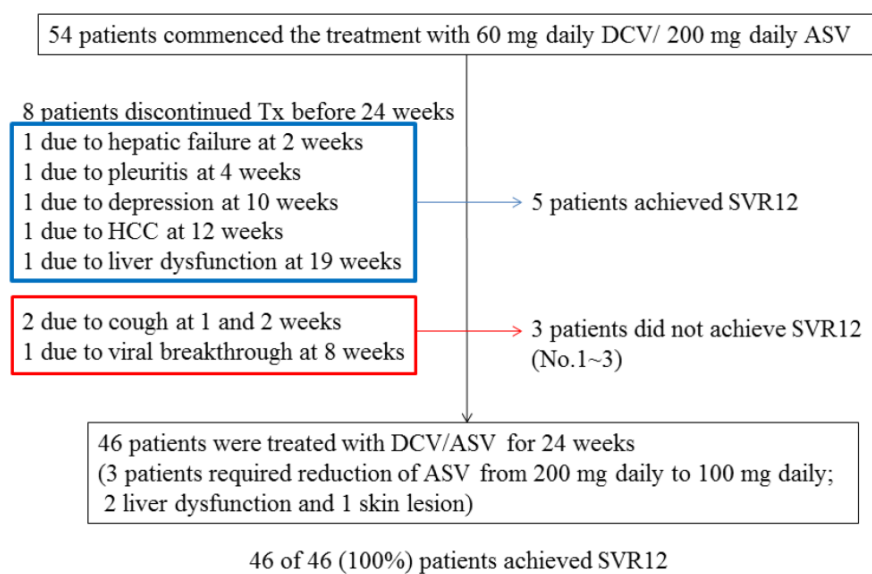 54 patients commenced the treatment with 60 mg daily DCV/ 200 mg daily ASV
8 patients discontinued Tx before 24 weeks
1 due to hepatic failure at 2 weeks
1 due to pleuritis at 4 weeks
1 due to depression at 10 weeks
1 due to HCC at 12 weeks
1 due to liver dysfunction at 19 weeks
5 patients achieved SVR12
2 due to cough at 1 and 2 weeks
1 due to viral breakthrough at 8 weeks
3 patients did not achieve SVR12
(No.1~3)
46 patients were treated with DCV/ASV for 24 weeks
(3 patients required reduction of ASV from 200 mg daily to 100 mg daily;
2 liver dysfunction and 1 skin lesion)
46 of 46 (100%) patients achieved SVR12